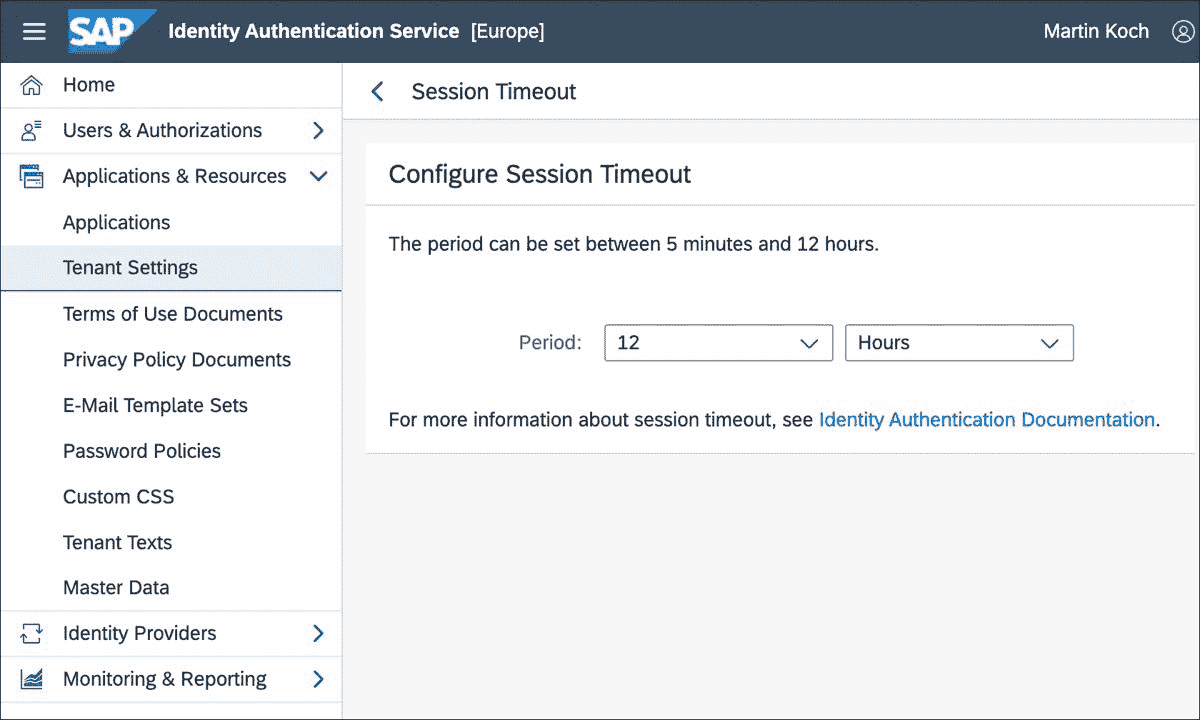 SAP Identity Authentication Service [Europe] Martin Koch
Home
Users & Authorizations
Applications & Resources
Applications
Tenant Settings
Terms of Use Documents
Privacy Policy Documents
E-Mail Template Sets
Password Policies
Custom CSS
Tenant Texts
Master Data
Identity Providers
Monitoring & Reporting
Session Timeout
Configure Session Timeout
The period can be set between 5 minutes and 12 hours.
Period: 12 Hours
For more information about session timeout, see Identity Authentication Documentation.